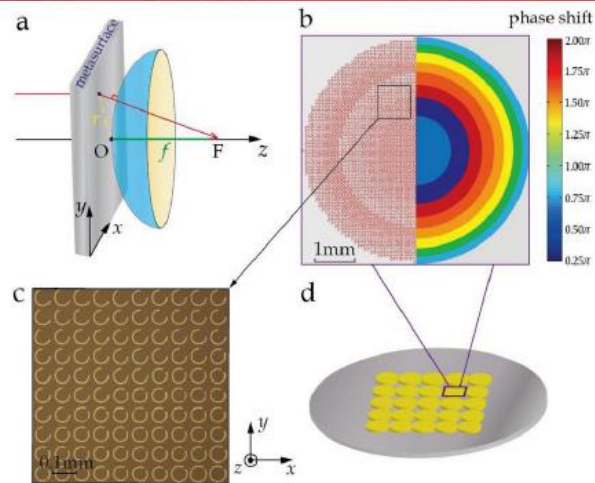 a
metasurface
r
O
f
F
z
y
x
b
phase shift
2.00π
1.75π
1.50π
1.25π
1.00π
0.75π
0.50π
0.25π
1mm
c
0.1mm
y
z
x
d